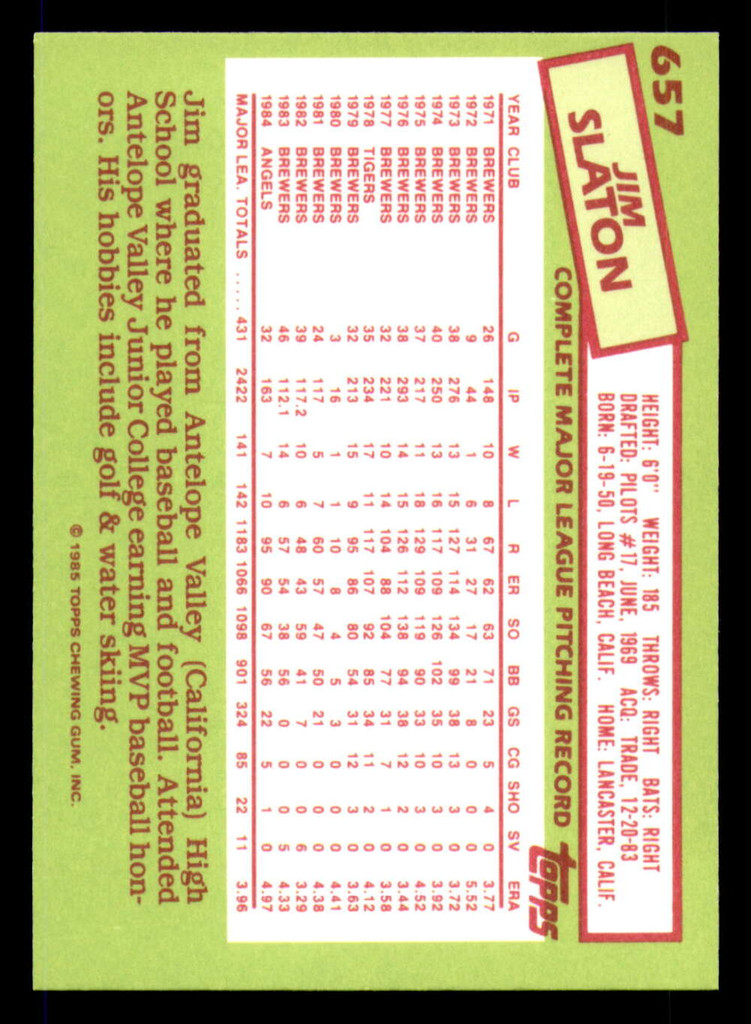 657
JIM
SLATON
HEIGHT: 6'0" WEIGHT: 185 THROWS: RIGHT BATS: RIGHT
DRAFTED: PILOTS #17, JUNE, 1969 ACQ: TRADE, 12-20-83
BORN: 6-19-50, LONG BEACH, CALIF. HOME: LANCASTER, CALIF.
COMPLETE MAJOR LEAGUE PITCHING RECORD
topps
YEAR CLUB G IP W L R ER SO BB GS CG SHO SV ERA
1971 BREWERS 26 148 10 8 67 62 63 71 23 5 4 0 3.77
1972 BREWERS 9 44 1 6 31 27 17 21 8 0 0 0 5.52
1973 BREWERS 38 276 13 15 127 114 134 99 38 13 3 0 3.72
1974 BREWERS 40 250 13 16 117 109 126 102 35 10 3 0 3.92
1975 BREWERS 37 217 11 18 129 109 119 90 33 10 3 0 4.52
1976 BREWERS 38 293 14 15 126 112 138 94 38 12 2 0 3.44
1977 BREWERS 32 221 10 14 104 88 104 77 31 7 1 0 3.58
1978 TIGERS 35 234 17 11 117 107 92 85 34 11 2 0 4.12
1979 BREWERS 32 213 15 9 95 86 80 54 31 12 3 0 3.63
1980 BREWERS 3 16 1 1 10 8 4 5 3 0 0 0 4.41
1981 BREWERS 24 117 5 7 60 57 47 50 21 0 0 0 4.38
1982 BREWERS 39 117.2 10 6 48 43 59 41 7 0 0 6 3.29
1983 BREWERS 46 112.1 14 6 57 54 38 56 0 0 0 5 4.33
1984 ANGELS 32 163 7 10 95 90 67 56 22 5 1 0 4.97
MAJOR LEA. TOTALS ...... 431 2422 141 142 1183 1066 1098 901 324 85 22 11 3.96
Jim graduated from Antelope Valley (California) High
School where he played baseball and football. Attended
Antelope Valley Junior College earning MVP baseball hon-
ors. His hobbies include golf & water skiing.
© 1985 TOPPS CHEWING GUM, INC.